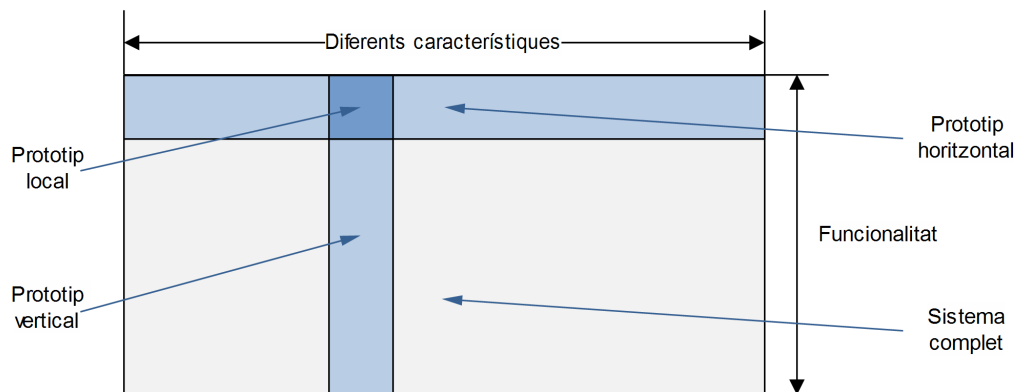 Diferents característiques
Prototip
local
Prototip
horitzontal
Funcionalitat
Prototip
vertical
Sistema
complet